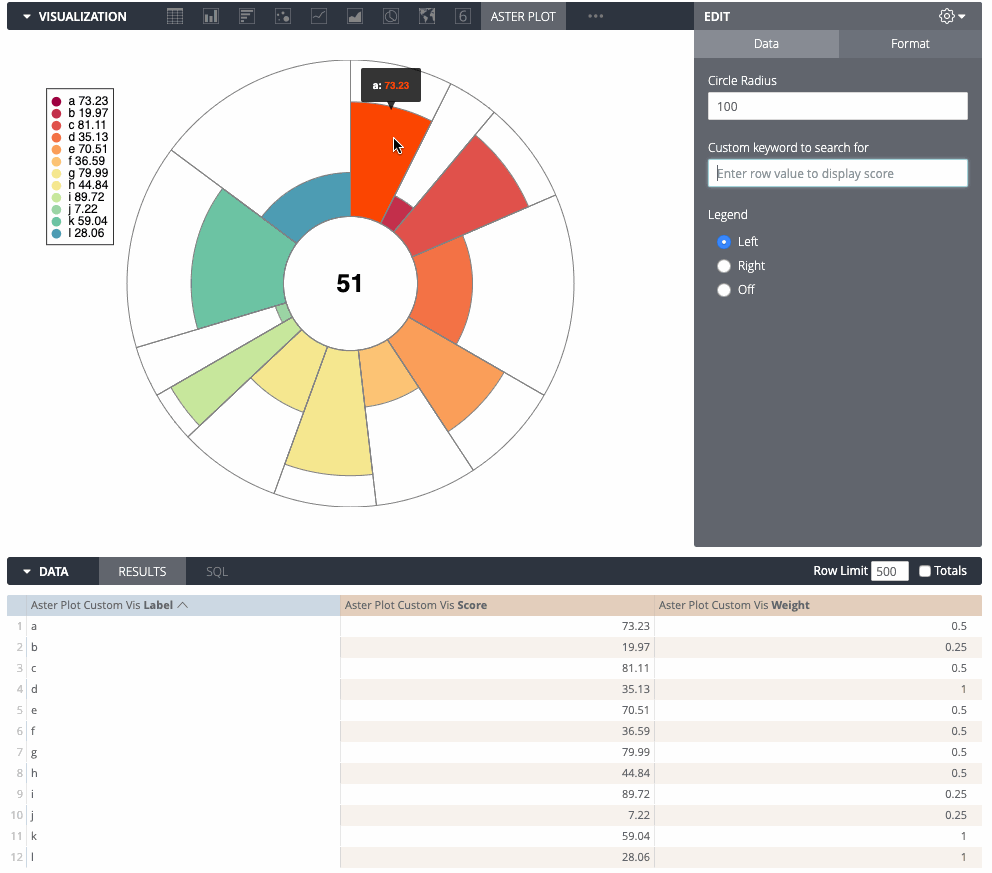 VISUALIZATION
6
ASTER PLOT
a: 73.23
a 73.23
b 19.97
c 81.11
d 35.13
e 70.51
f 36.59
g 79.99
h 44.84
i 89.72
j 7.22
k 59.04
l 28.06
51
EDIT
Data Format
Circle Radius
100
Custom keyword to search for
Enter row value to display score
Legend
Left
Right
Off
DATA RESULTS SQL Row Limit 500 Totals
Aster Plot Custom Vis Label Aster Plot Custom Vis Score Aster Plot Custom Vis Weight
1 a 73.23 0.5
2 b 19.97 0.25
3 c 81.11 0.5
4 d 35.13 1
5 e 70.51 0.5
6 f 36.59 0.5
7 g 79.99 0.5
8 h 44.84 0.5
9 i 89.72 0.25
10 j 7.22 0.25
11 k 59.04 1
12 l 28.06 1